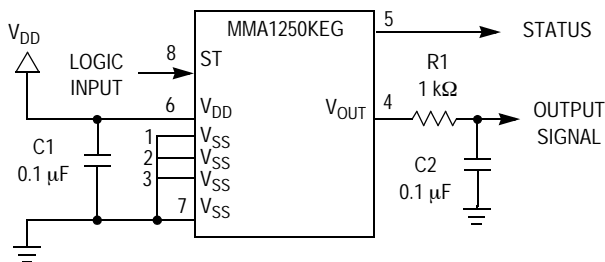 MMA1250KEG
5
STATUS
V_DD
8
LOGIC
INPUT
ST
R1
1 kΩ
6
V_DD
V_OUT
4
OUTPUT
SIGNAL
1
V_SS
2
V_SS
3
V_SS
C1
0.1 μF
C2
0.1 μF
7
V_SS